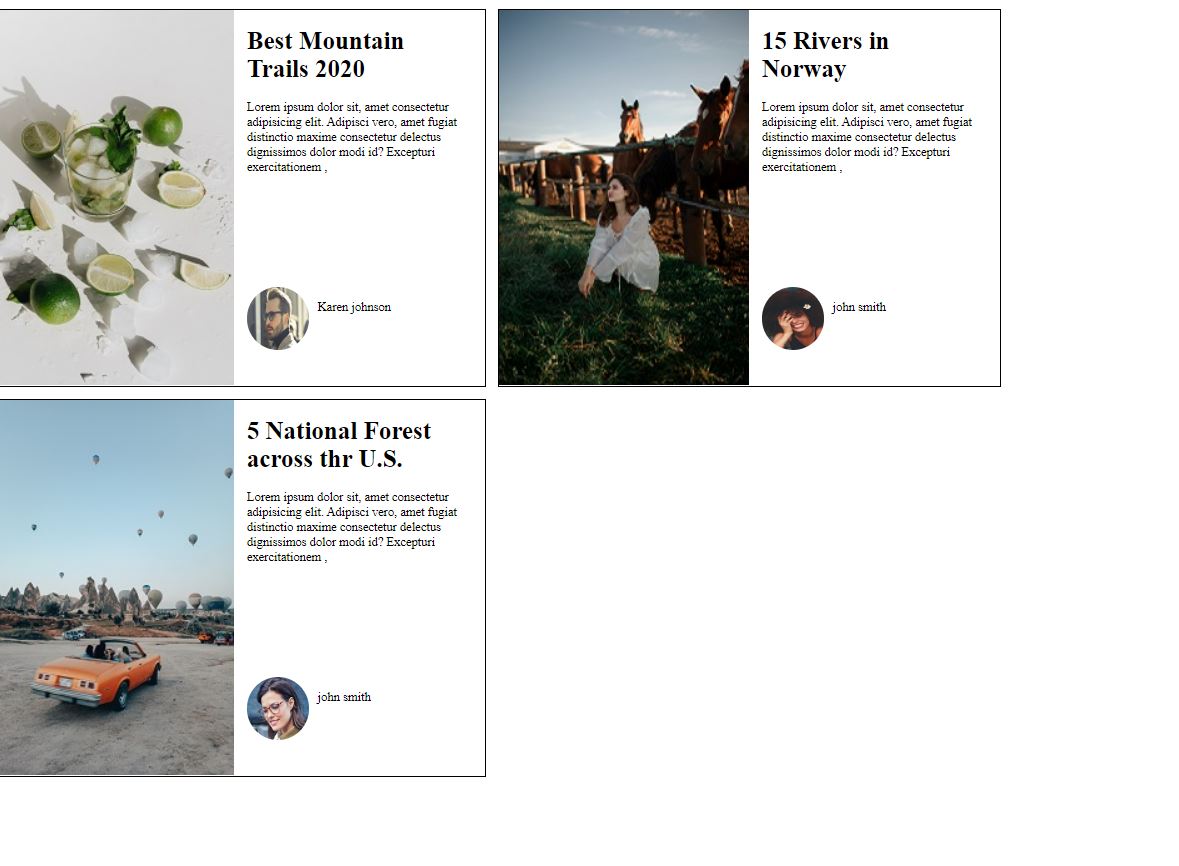 Best Mountain
Trails 2020
Lorem ipsum dolor sit, amet consectetur
adipisicing elit. Adipisci vero, amet fugiat
distinctio maxime consectetur delectus
dignissimos dolor modi id? Excepturi
exercitationem ,
Karen johnson
15 Rivers in
Norway
Lorem ipsum dolor sit, amet consectetur
adipisicing elit. Adipisci vero, amet fugiat
distinctio maxime consectetur delectus
dignissimos dolor modi id? Excepturi
exercitationem ,
john smith
5 National Forest
across thr U.S.
Lorem ipsum dolor sit, amet consectetur
adipisicing elit. Adipisci vero, amet fugiat
distinctio maxime consectetur delectus
dignissimos dolor modi id? Excepturi
exercitationem ,
john smith